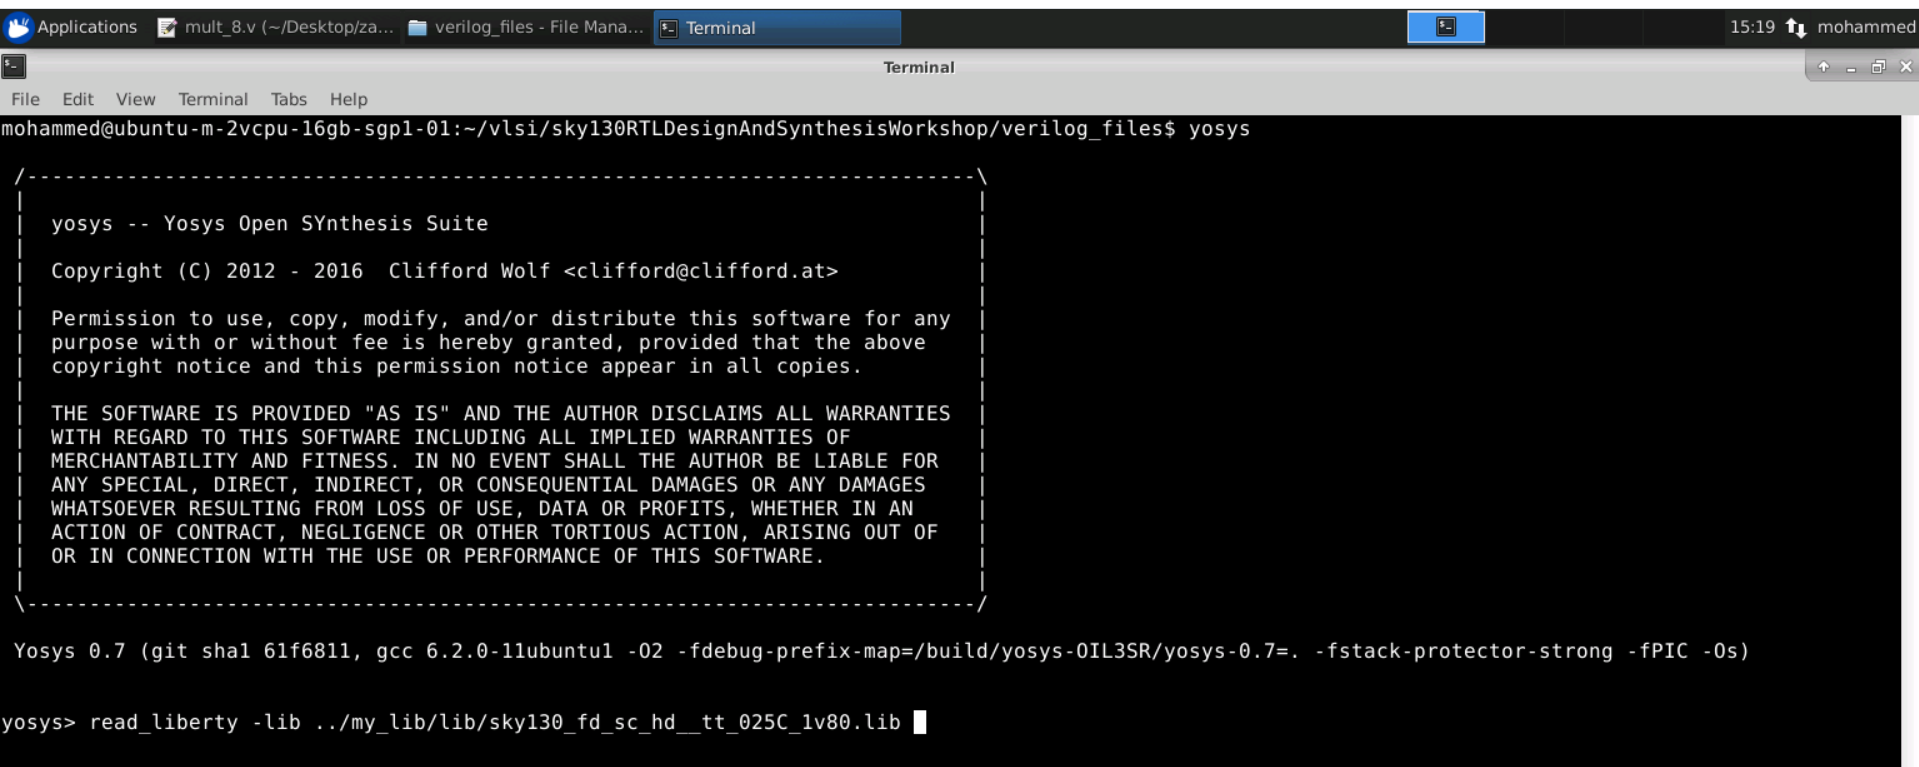 Applications mult_8.v (~/Desktop/za... verilog_files - File Mana... Terminal 15:19 mohammed
Terminal
File Edit View Terminal Tabs Help
mohammed@ubuntu-m-2vcpu-16gb-sgp1-01:~/vlsi/sky130RTLDesignAndSynthesisWorkshop/verilog_files$ yosys
/----------------------------------------------------------------------------\
| |
| yosys -- Yosys Open SYnthesis Suite |
| |
| Copyright (C) 2012 - 2016  Clifford Wolf <clifford@clifford.at> |
| |
| Permission to use, copy, modify, and/or distribute this software for any |
| purpose with or without fee is hereby granted, provided that the above |
| copyright notice and this permission notice appear in all copies. |
| |
| THE SOFTWARE IS PROVIDED "AS IS" AND THE AUTHOR DISCLAIMS ALL WARRANTIES |
| WITH REGARD TO THIS SOFTWARE INCLUDING ALL IMPLIED WARRANTIES OF |
| MERCHANTABILITY AND FITNESS. IN NO EVENT SHALL THE AUTHOR BE LIABLE FOR |
| ANY SPECIAL, DIRECT, INDIRECT, OR CONSEQUENTIAL DAMAGES OR ANY DAMAGES |
| WHATSOEVER RESULTING FROM LOSS OF USE, DATA OR PROFITS, WHETHER IN AN |
| ACTION OF CONTRACT, NEGLIGENCE OR OTHER TORTIOUS ACTION, ARISING OUT OF |
| OR IN CONNECTION WITH THE USE OR PERFORMANCE OF THIS SOFTWARE. |
| |
\----------------------------------------------------------------------------/
Yosys 0.7 (git sha1 61f6811, gcc 6.2.0-11ubuntu1 -O2 -fdebug-prefix-map=/build/yosys-OIL3SR/yosys-0.7=. -fstack-protector-strong -fPIC -Os)
yosys> read_liberty -lib ../my_lib/lib/sky130_fd_sc_hd__tt_025C_1v80.lib